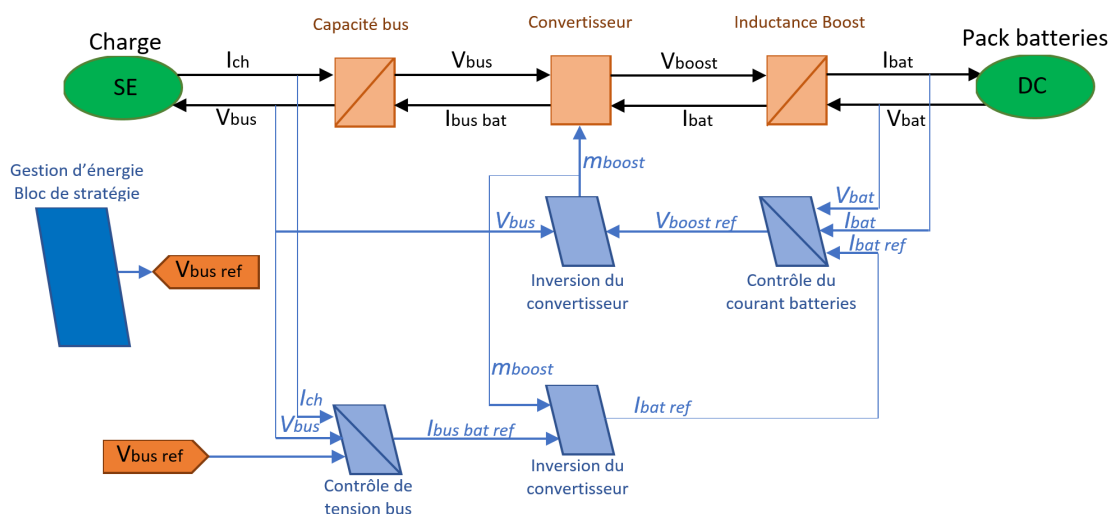 Capacité bus
Convertisseur
Inductance Boost
Charge
Pack batteries
Ich
Vbus
Vboost
Ibat
SE
DC
Vbus
Ibus bat
Ibat
Vbat
mboost
Gestion d'énergie
Bloc de stratégie
Vbat
Vbus
Vboost ref
Ibat
Ibat ref
Vbus ref
Inversion du
convertisseur
Contrôle du
courant batteries
mboost
Ich
Vbus
Ibus bat ref
Ibat ref
Vbus ref
Inversion du
convertisseur
Contrôle de
tension bus